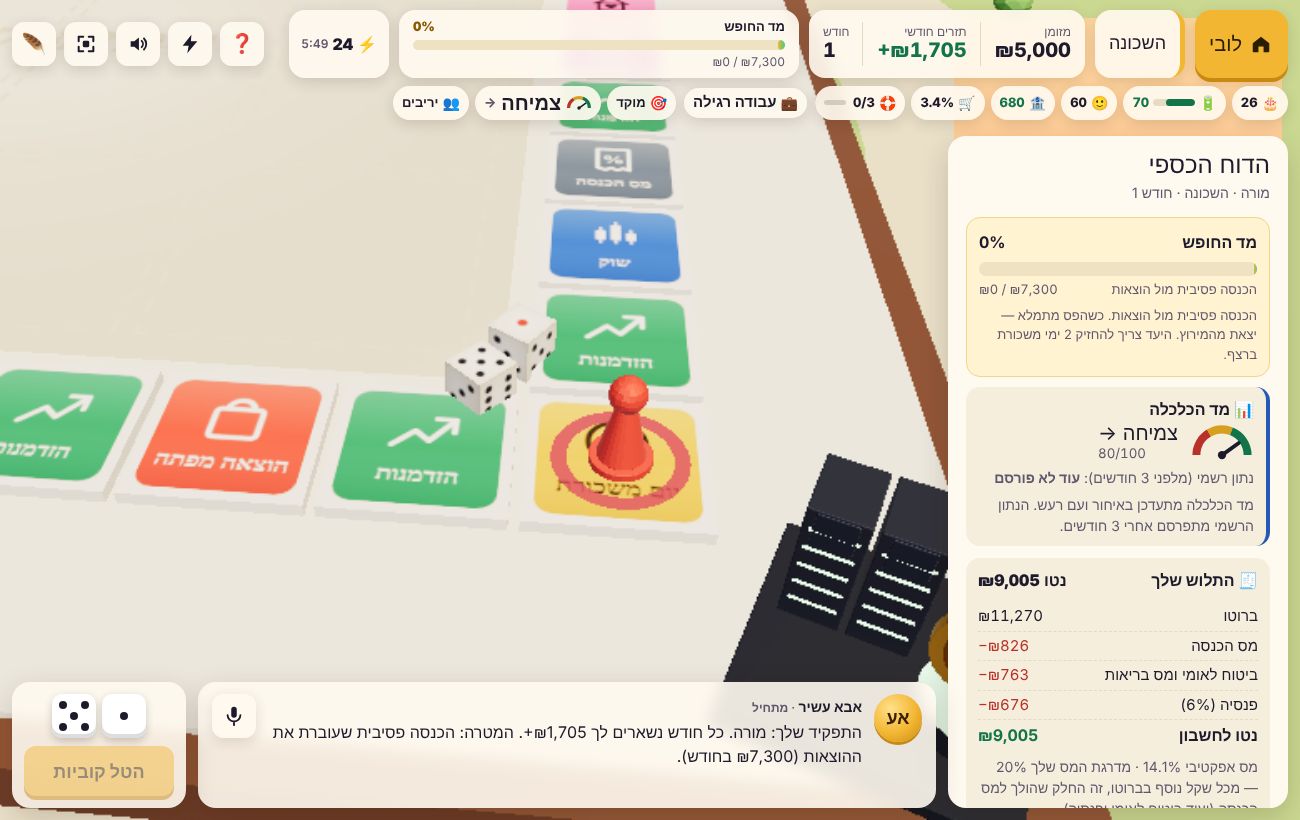 לובי
השכונה
מזומן
₪5,000
תזרים חודשי
+₪1,705
חודש
1
מד החופש
0%
₪0 / ₪7,300
⚡ 24 5:49
❓
🎂 26
🔋 70
🙂 60
🏦 680
🛒 3.4%
🛟 0/3
💼 עבודה רגילה
🎯 מוקד
צמיחה →
👥 יריבים
הדוח הכספי
מורה · השכונה · חודש 1
מד החופש
0%
הכנסה פסיבית מול הוצאות
₪0 / ₪7,300
הכנסה פסיבית מול הוצאות. כשהפס מתמלא —
יצאת מהמירוץ. היעד צריך להחזיק 2 ימי משכורת
ברצף.
📊 מד הכלכלה
צמיחה →
80/100
נתון רשמי (מלפני 3 חודשים): עוד לא פורסם
מד הכלכלה מתעדכן באיחור ועם רעש. הנתון
הרשמי מתפרסם אחרי 3 חודשים.
🧾 התלוש שלך
נטו ₪9,005
ברוטו
₪11,270
מס הכנסה
−₪826
ביטוח לאומי ומס בריאות
−₪763
פנסיה (6%)
−₪676
נטו לחשבון
₪9,005
מס אפקטיבי 14.1% · מדרגת המס שלך 20%
— מכל שקל נוסף בברוטו, זה החלק שהולך למס
מס הכנסה
שוק
הזדמנות
הזדמנות
הוצאה מפתה
הזדמנות
יום משכורת
אע
אבא עשיר · מתחיל
התפקיד שלך: מורה. כל חודש נשארים לך ₪1,705+. המטרה: הכנסה פסיבית שעוברת את
ההוצאות (₪7,300 בחודש).
הטל קוביות